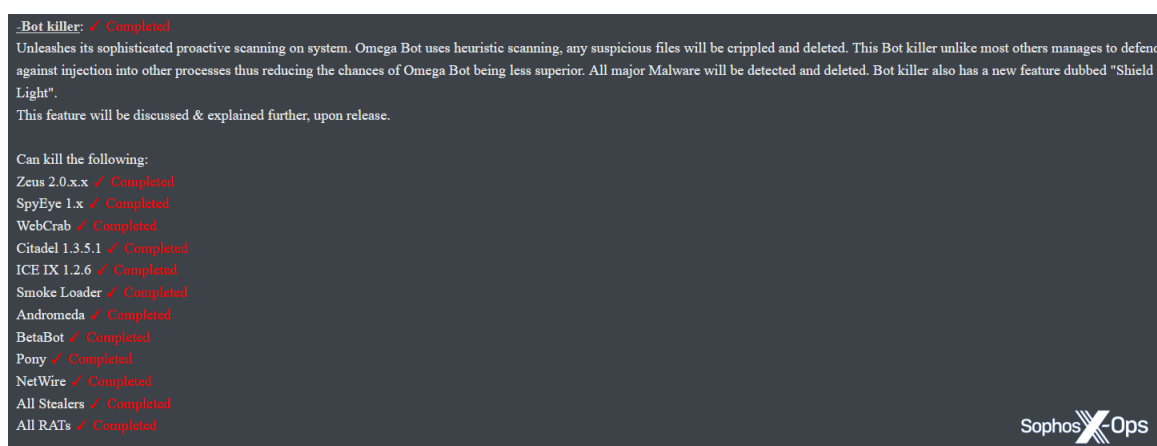 -Bot killer: ✓ Completed
Unleashes its sophisticated proactive scanning on system. Omega Bot uses heuristic scanning, any suspicious files will be crippled and deleted. This Bot killer unlike most others manages to defend
against injection into other processes thus reducing the chances of Omega Bot being less superior. All major Malware will be detected and deleted. Bot killer also has a new feature dubbed "Shield
Light".
This feature will be discussed & explained further, upon release.
Can kill the following:
Zeus 2.0.x.x ✓ Completed
SpyEye 1.x ✓ Completed
WebCrab ✓ Completed
Citadel 1.3.5.1 ✓ Completed
ICE IX 1.2.6 ✓ Completed
Smoke Loader ✓ Completed
Andromeda ✓ Completed
BetaBot ✓ Completed
Pony ✓ Completed
NetWire ✓ Completed
All Stealers ✓ Completed
All RATs ✓ Completed
Sophos X-Ops